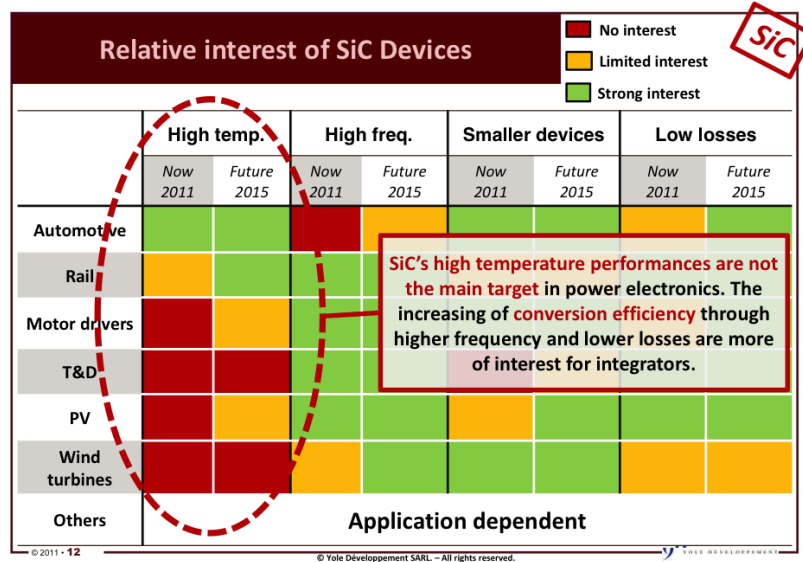 Relative interest of SiC Devices
No interest
Limited interest
Strong interest
SiC
High temp.
High freq.
Smaller devices
Low losses
Now
2011
Future
2015
Now
2011
Future
2015
Now
2011
Future
2015
Now
2011
Future
2015
Automotive
Rail
Motor drivers
T&D
PV
Wind
turbines
Others
SiC's high temperature performances are not
the main target in power electronics. The
increasing of conversion efficiency through
higher frequency and lower losses are more
of interest for integrators.
Application dependent
© 2011 • 12
© Yole Développement SARL. – All rights reserved.
YOLE DÉVELOPPEMENT